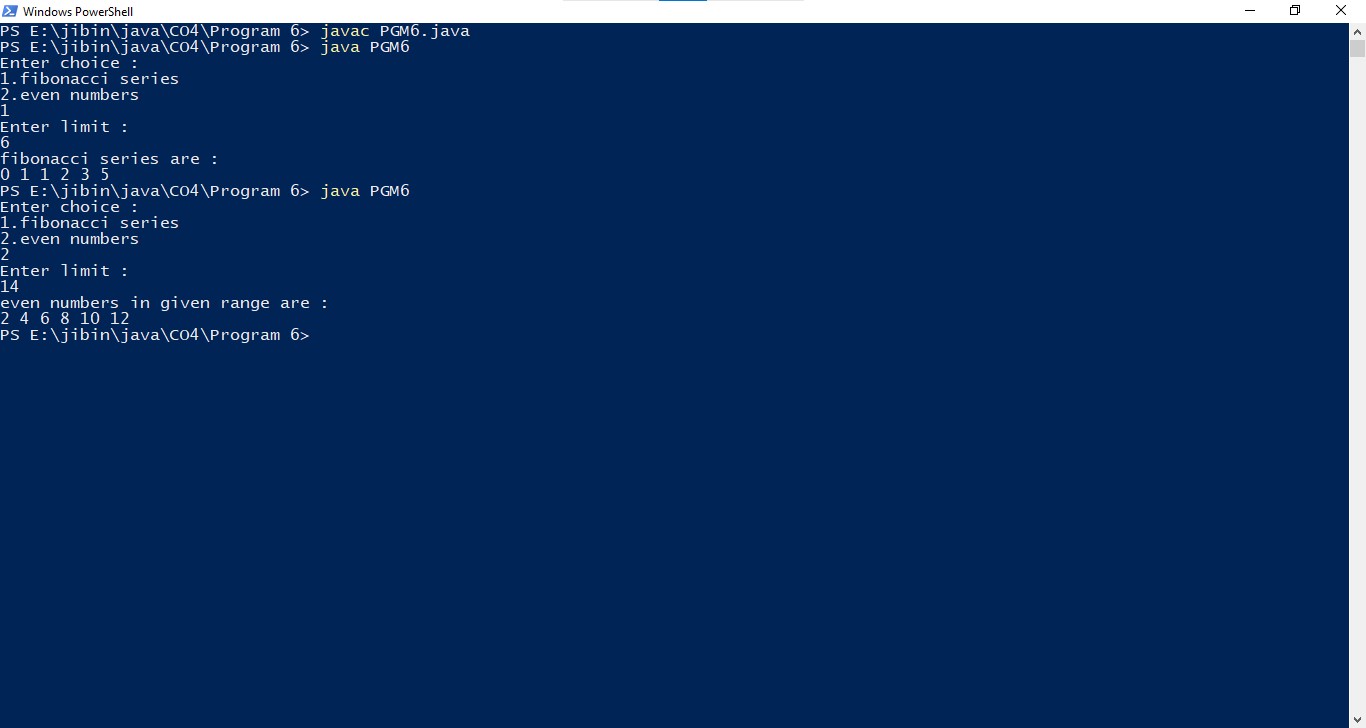 Windows PowerShell
PS E:\jibin\java\CO4\Program 6> javac PGM6.java
PS E:\jibin\java\CO4\Program 6> java PGM6
Enter choice :
1.fibonacci series
2.even numbers
1
Enter limit :
6
fibonacci series are :
0 1 1 2 3 5
PS E:\jibin\java\CO4\Program 6> java PGM6
Enter choice :
1.fibonacci series
2.even numbers
2
Enter limit :
14
even numbers in given range are :
2 4 6 8 10 12
PS E:\jibin\java\CO4\Program 6>